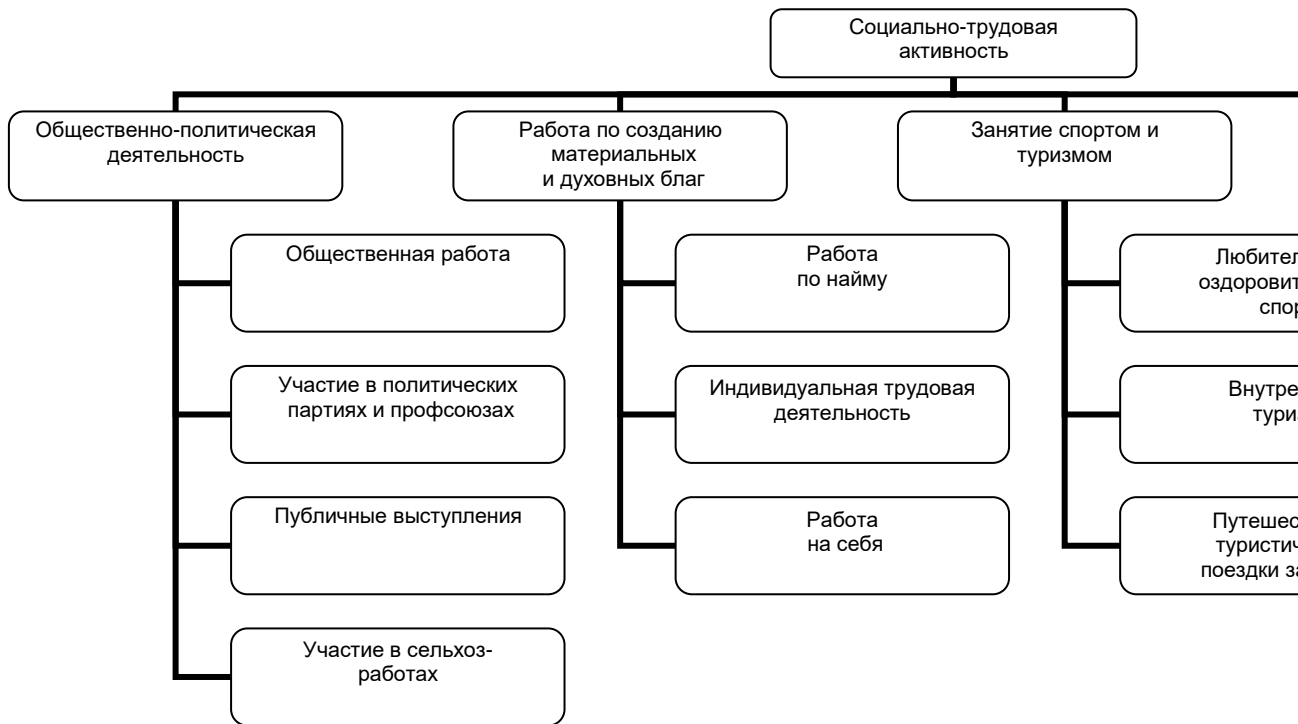 Социально-трудовая
активность
Общественно-политическая
деятельность
Работа по созданию
материальных
и духовных благ
Занятие спортом и
туризмом
Общественная работа
Участие в политических
партиях и профсоюзах
Публичные выступления
Участие в сельхоз-
работах
Работа
по найму
Индивидуальная трудовая
деятельность
Работа
на себя
поездки